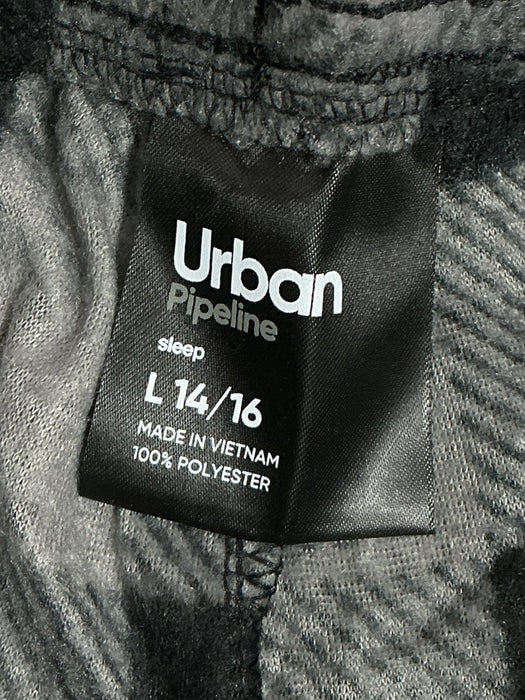 Urban
Pipeline
sleep
L 14/16
MADE IN VIETNAM
100% POLYESTER